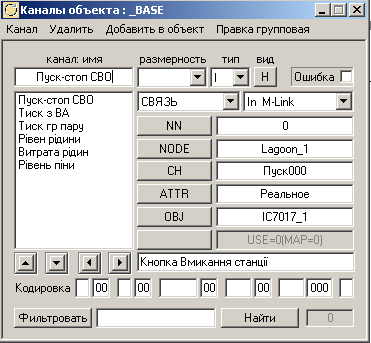 Каналы объекта : _BASE
Канал Удалить Добавить в объект Правка групповая
канал: имя размерность тип вид
Пуск-стоп СВО I Н Ошибка
Пуск-стоп СВО СВЯЗЬ In M-Link
Тиск з ВА NN 0
Тиск гр пару NODE Lagoon_1
Рівен рідини CH Пуск000
Витрата рідин ATTR Реальное
Рівень піни OBJ IC7017_1
USE=0(MAP=0)
Кнопка Вмикання станції
Кодировка 00 00 00 00 000
Фильтровать Найти 0